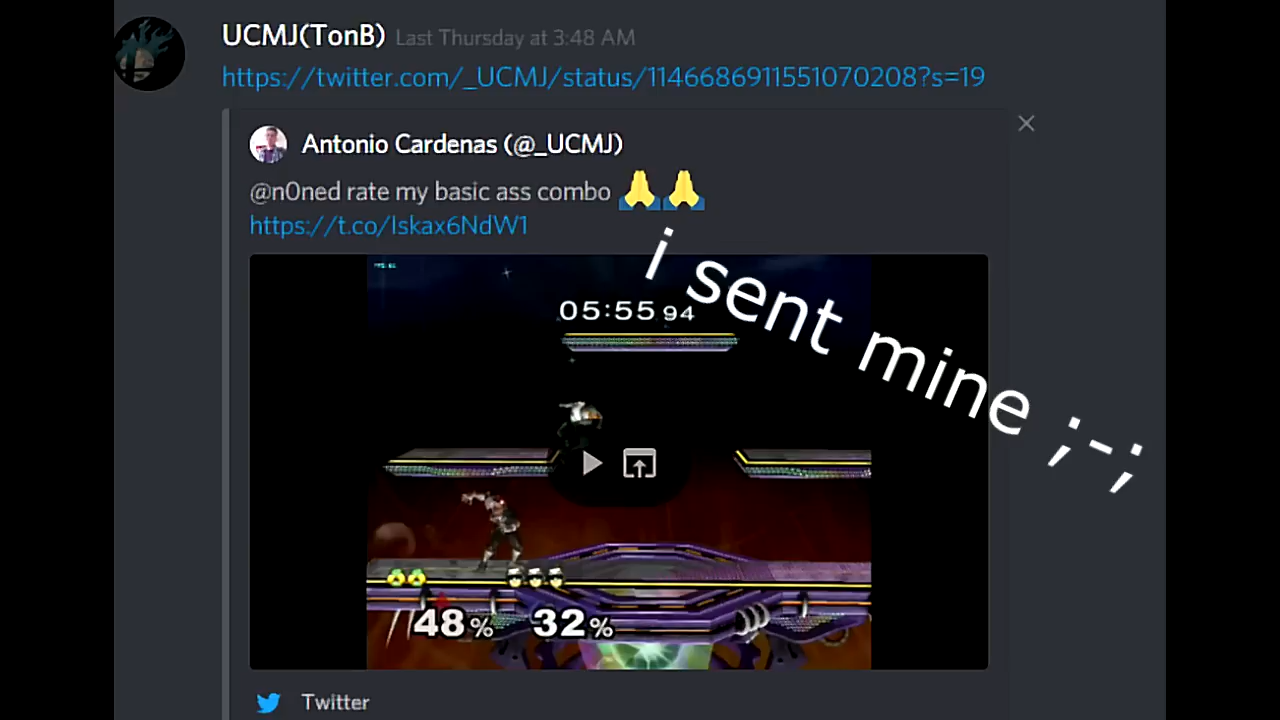 UCMJ(TonB) Last Thursday at 3:48 AM
https://twitter.com/_UCMJ/status/1146686911551070208?s=19
Antonio Cardenas (@_UCMJ)
@n0ned rate my basic ass combo 🙏🙏
https://t.co/Iskax6NdW1
i sent mine ;-;
05:55 94
48% 32%
Twitter